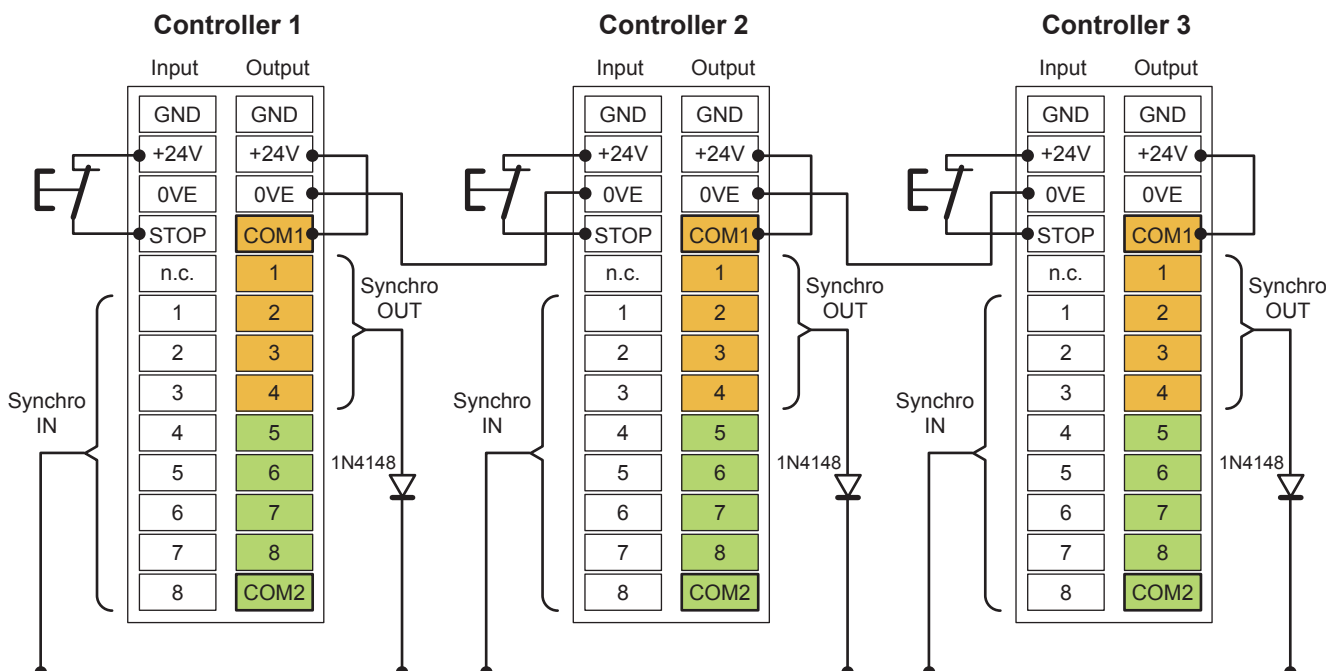 Controller 1
Controller 2
Controller 3
Input Output
Input Output
Input Output
GND GND
GND GND
GND GND
+24V +24V
+24V +24V
+24V +24V
0VE 0VE
0VE 0VE
0VE 0VE
STOP COM1
STOP COM1
STOP COM1
n.c. 1
n.c. 1
n.c. 1
Synchro
OUT
Synchro
OUT
Synchro
OUT
1 2
1 2
1 2
2 3
2 3
2 3
3 4
3 4
3 4
Synchro
IN
Synchro
IN
Synchro
IN
4 5
4 5
4 5
5 6
5 6
5 6
1N4148
1N4148
1N4148
6 7
6 7
6 7
7 8
7 8
7 8
8 COM2
8 COM2
8 COM2